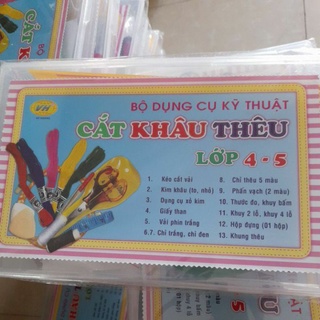 VN
BỘ DỤNG CỤ KỸ THUẬT
CẮT KHÂU THÊU
LỚP 4 - 5
1. Kéo cắt vải
2. Kim khâu (to, nhỏ)
3. Dụng cụ xỏ kim
4. Giấy than
5. Vải phin trắng
6.7. Chỉ trắng, chỉ đen
8. Chỉ thêu 5 màu
9. Phấn vạch (2 màu)
10. Thước đo, khuy bấm
11. Khuy 2 lỗ, khuy 4 lỗ
12. Hộp đựng (01 hộp)
13. Khung thêu